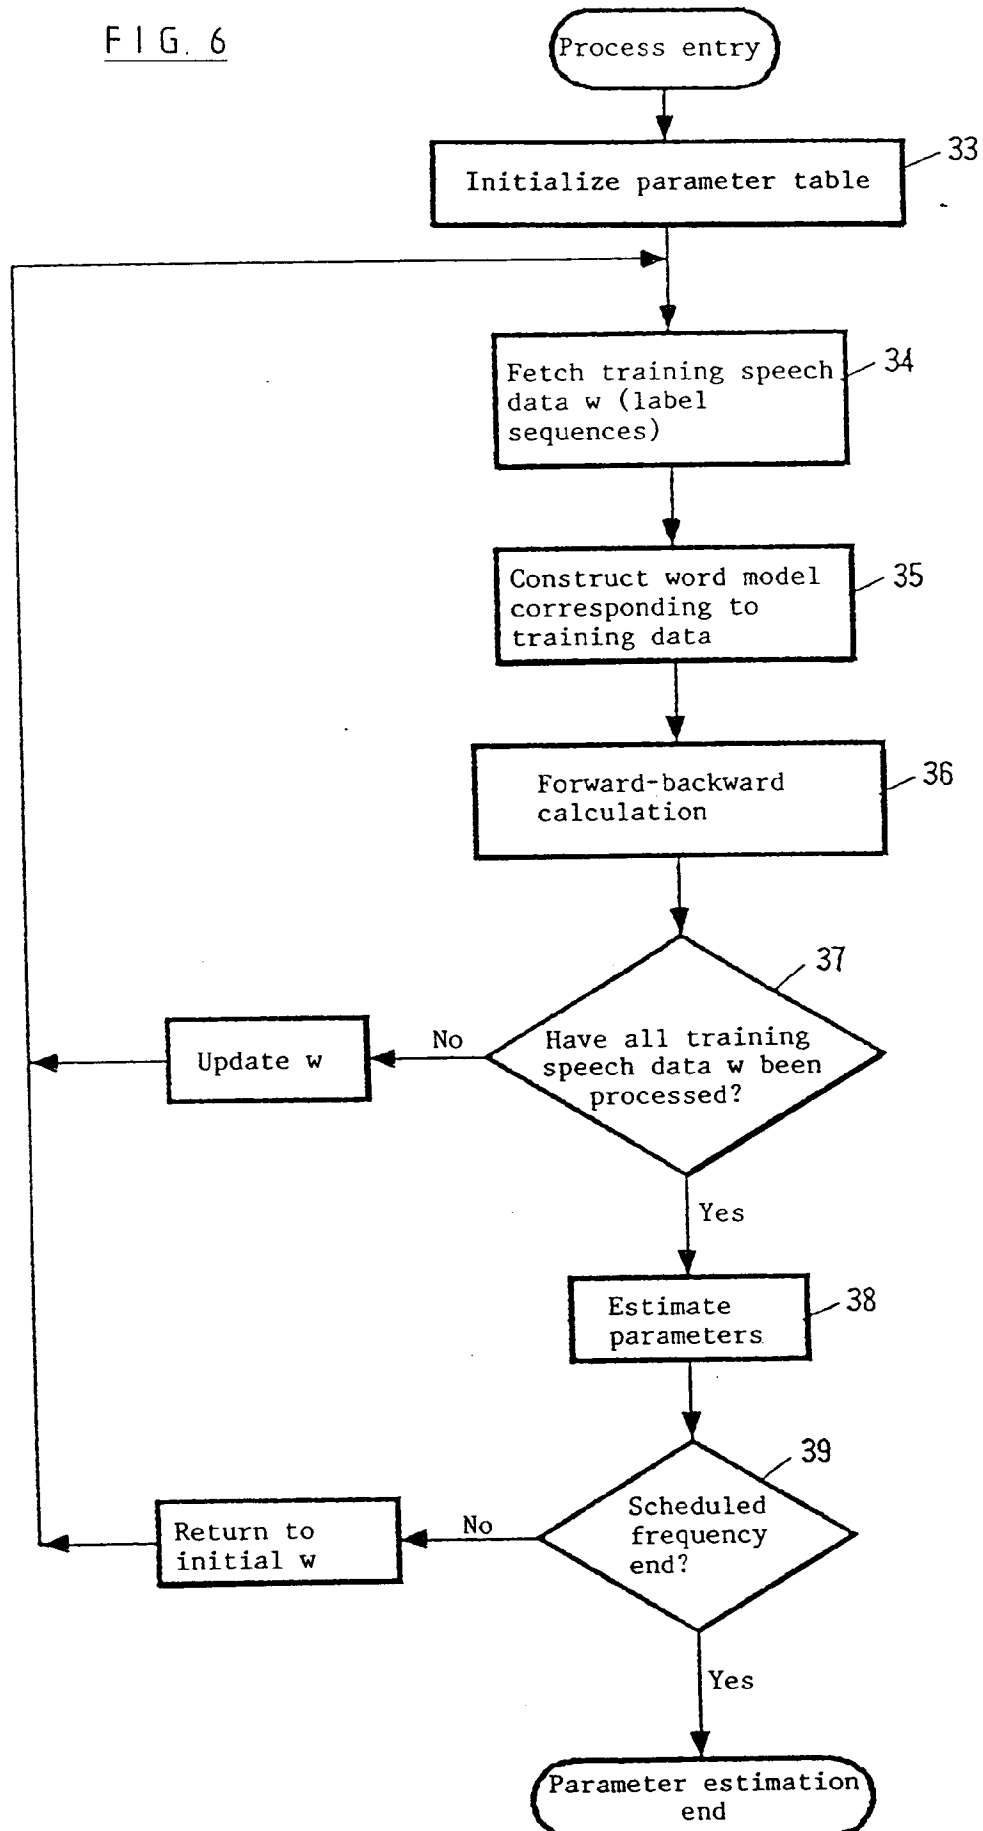 FIG. 6
Process entry
Initialize parameter table
33
Fetch training speech
data w (label
sequences)
34
Construct word model
corresponding to
training data
35
Forward-backward
calculation
36
37
Have all training
speech data w been
processed?
No
Update w
Yes
Estimate
parameters
38
39
Scheduled
frequency
end?
No
Return to
initial w
Yes
Parameter estimation
end